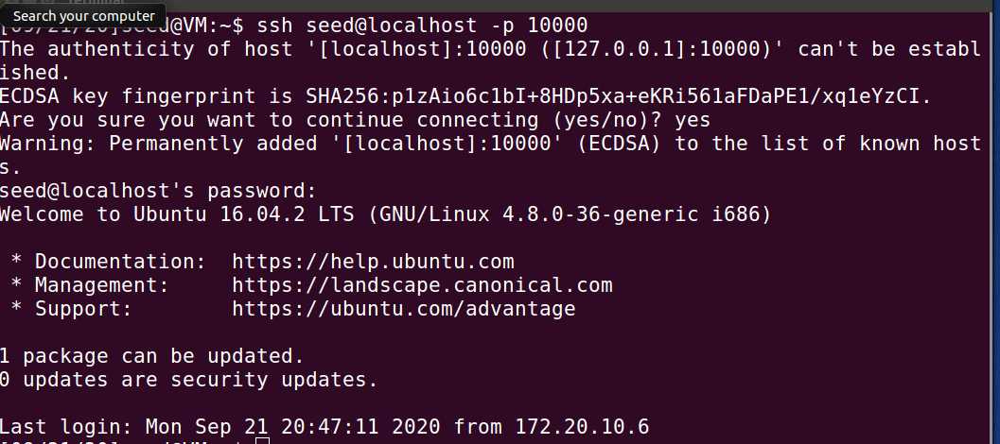 Search your computer
seed@VM:~$ ssh seed@localhost -p 10000
The authenticity of host '[localhost]:10000 ([127.0.0.1]:10000)' can't be establ
ished.
ECDSA key fingerprint is SHA256:p1zAio6c1bI+8HDp5xa+eKRi561aFDaPE1/xq1eYzCI.
Are you sure you want to continue connecting (yes/no)? yes
Warning: Permanently added '[localhost]:10000' (ECDSA) to the list of known host
s.
seed@localhost's password:
Welcome to Ubuntu 16.04.2 LTS (GNU/Linux 4.8.0-36-generic i686)
* Documentation: https://help.ubuntu.com
* Management: https://landscape.canonical.com
* Support: https://ubuntu.com/advantage
1 package can be updated.
0 updates are security updates.
Last login: Mon Sep 21 20:47:11 2020 from 172.20.10.6